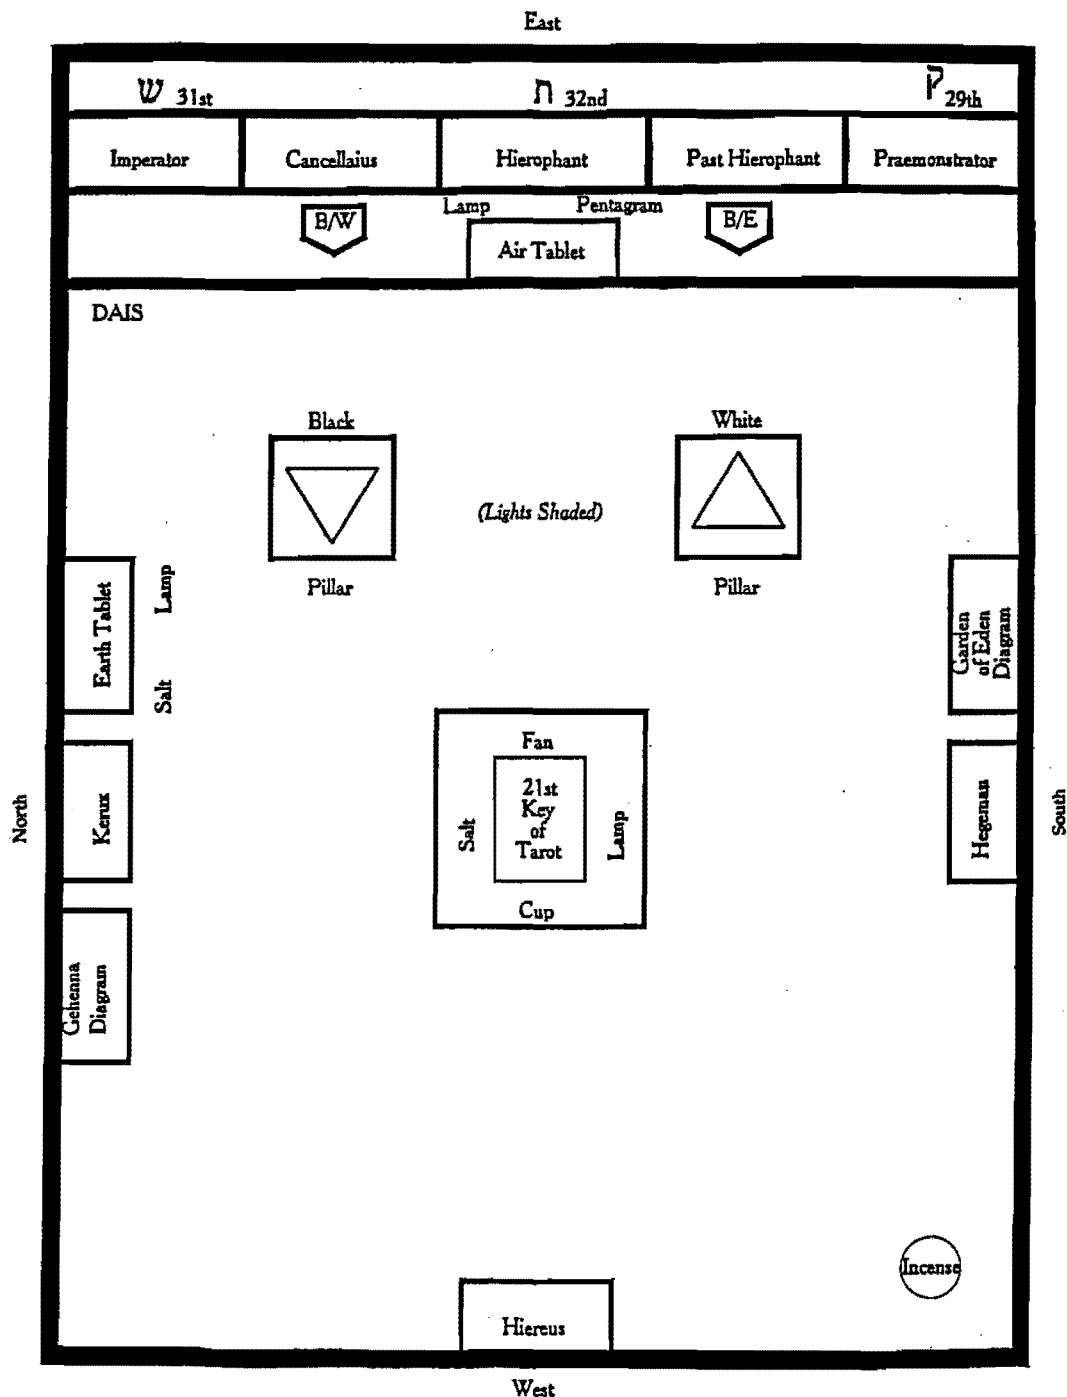 East
ש 31st
ת 32nd
ק 29th
Imperator
Cancellaius
Hierophant
Past Hierophant
Praemonstrator
B/W
Lamp
Pentagram
B/E
Air Tablet
DAIS
Black
White
(Lights Shaded)
Pillar
Pillar
Earth Tablet
Lamp
Salt
Garden
of Eden
Diagram
North
Kerux
Fan
21st
Key
of
Tarot
Salt
Lamp
Cup
Hegeman
South
Gehenna
Diagram
Incense
Hiereus
West